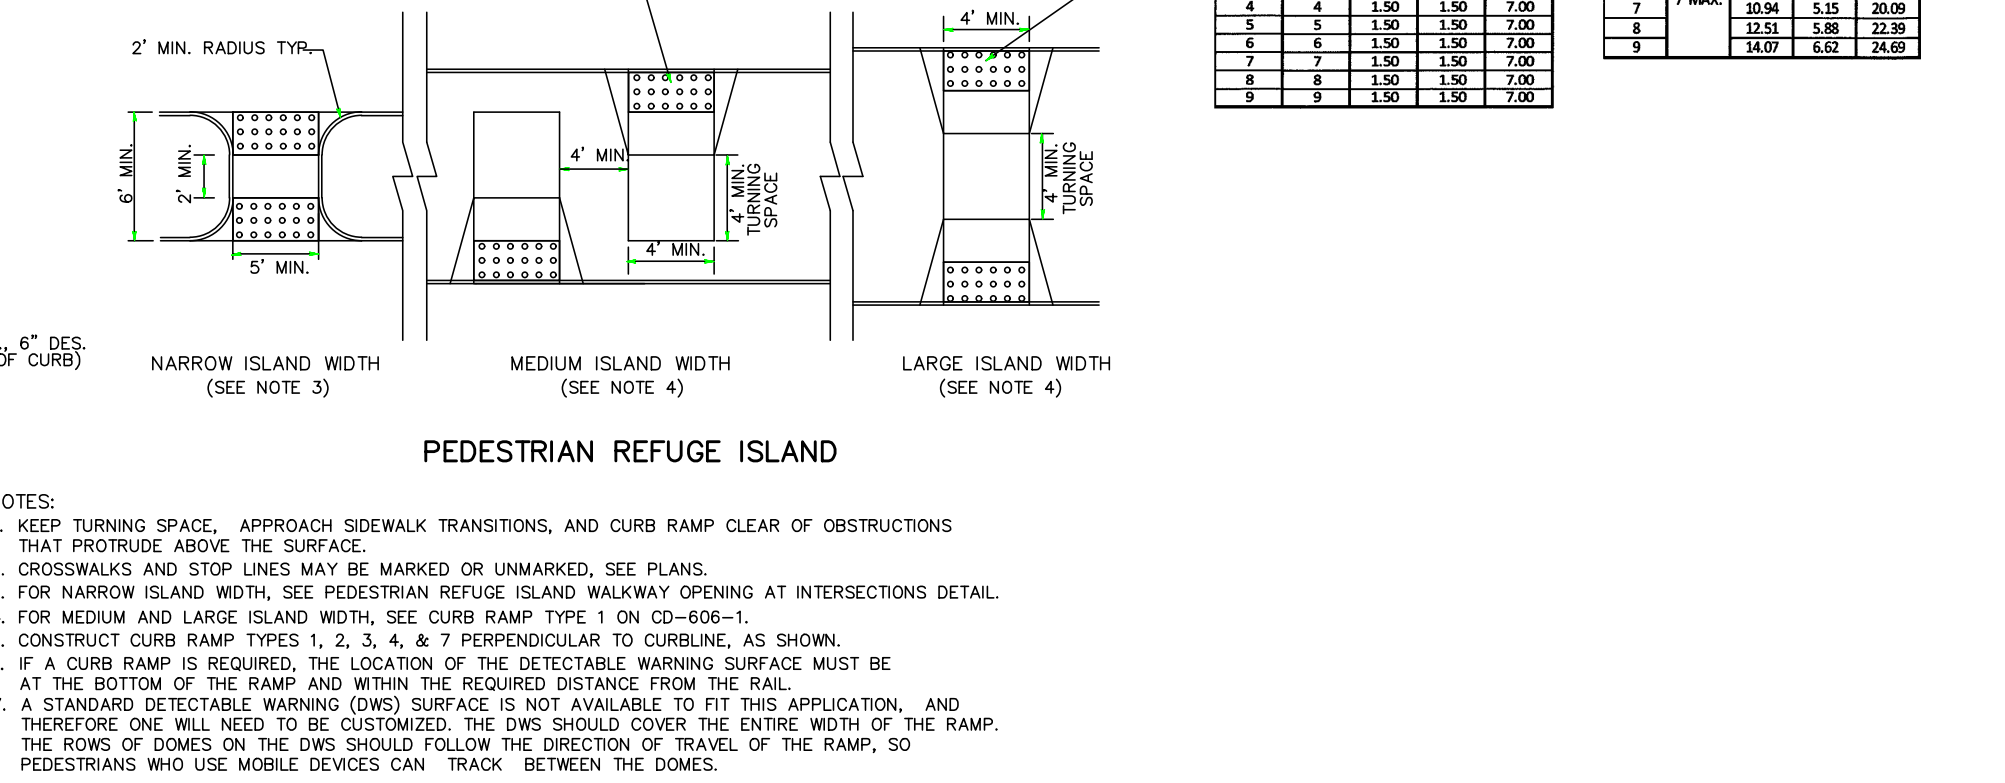 4' MIN.
2' MIN. RADIUS TYP.
6' MIN.
2' MIN.
5' MIN.
4' MIN.
4' MIN.
TURNING
SPACE
4' MIN.
4' MIN.
TURNING
SPACE
4 4 1.50 1.50 7.00
5 5 1.50 1.50 7.00
6 6 1.50 1.50 7.00
7 7 1.50 1.50 7.00
8 8 1.50 1.50 7.00
9 9 1.50 1.50 7.00
7 10.94 5.15 20.09
8 12.51 5.88 22.39
9 14.07 6.62 24.69
, 6" DES.
OF CURB)
NARROW ISLAND WIDTH
(SEE NOTE 3)
MEDIUM ISLAND WIDTH
(SEE NOTE 4)
LARGE ISLAND WIDTH
(SEE NOTE 4)
PEDESTRIAN REFUGE ISLAND
OTES:
. KEEP TURNING SPACE, APPROACH SIDEWALK TRANSITIONS, AND CURB RAMP CLEAR OF OBSTRUCTIONS
THAT PROTRUDE ABOVE THE SURFACE.
. CROSSWALKS AND STOP LINES MAY BE MARKED OR UNMARKED, SEE PLANS.
. FOR NARROW ISLAND WIDTH, SEE PEDESTRIAN REFUGE ISLAND WALKWAY OPENING AT INTERSECTIONS DETAIL.
. FOR MEDIUM AND LARGE ISLAND WIDTH, SEE CURB RAMP TYPE 1 ON CD-606-1.
. CONSTRUCT CURB RAMP TYPES 1, 2, 3, 4, & 7 PERPENDICULAR TO CURBLINE, AS SHOWN.
. IF A CURB RAMP IS REQUIRED, THE LOCATION OF THE DETECTABLE WARNING SURFACE MUST BE
AT THE BOTTOM OF THE RAMP AND WITHIN THE REQUIRED DISTANCE FROM THE RAIL.
. A STANDARD DETECTABLE WARNING (DWS) SURFACE IS NOT AVAILABLE TO FIT THIS APPLICATION, AND
THEREFORE ONE WILL NEED TO BE CUSTOMIZED. THE DWS SHOULD COVER THE ENTIRE WIDTH OF THE RAMP.
THE ROWS OF DOMES ON THE DWS SHOULD FOLLOW THE DIRECTION OF TRAVEL OF THE RAMP, SO
PEDESTRIANS WHO USE MOBILE DEVICES CAN TRACK BETWEEN THE DOMES.